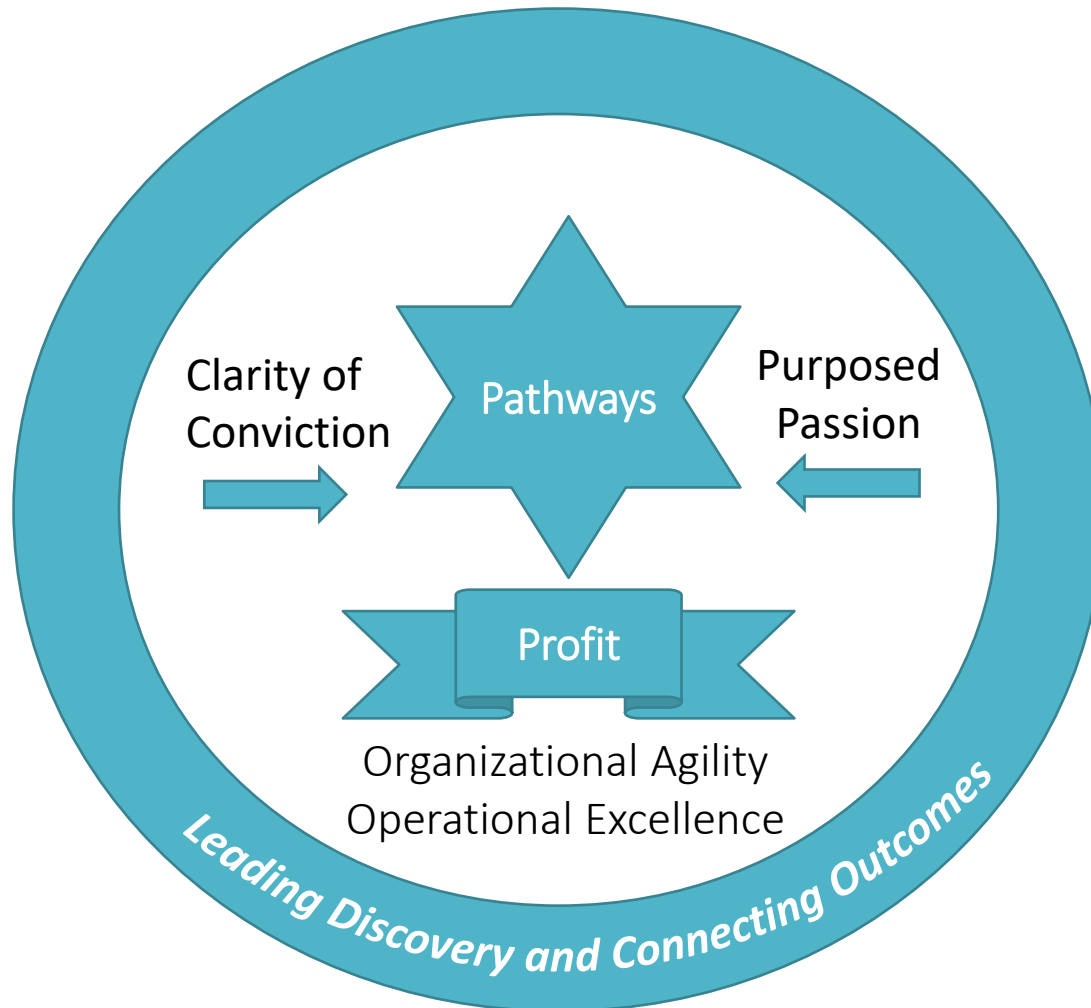 Clarity of
Conviction
Pathways
Purposed
Passion
Profit
Organizational Agility
Operational Excellence
Leading Discovery and Connecting Outcomes